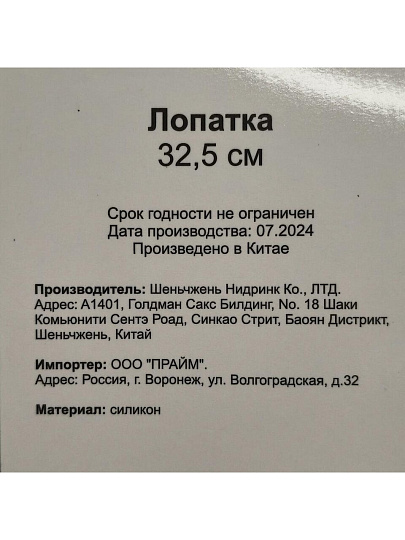 Лопатка
32,5 см
Срок годности не ограничен
Дата производства: 07.2024
Произведено в Китае
Производитель: Шеньчжень Нидринк Ко., ЛТД.
Адрес: А1401, Голдман Сакс Билдинг, No. 18 Шаки
Комьюнити Сентэ Роад, Синкао Стрит, Баоян Дистрикт,
Шеньчжень, Китай
Импортер: ООО "ПРАЙМ".
Адрес: Россия, г. Воронеж, ул. Волгоградская, д.32
Материал: силикон